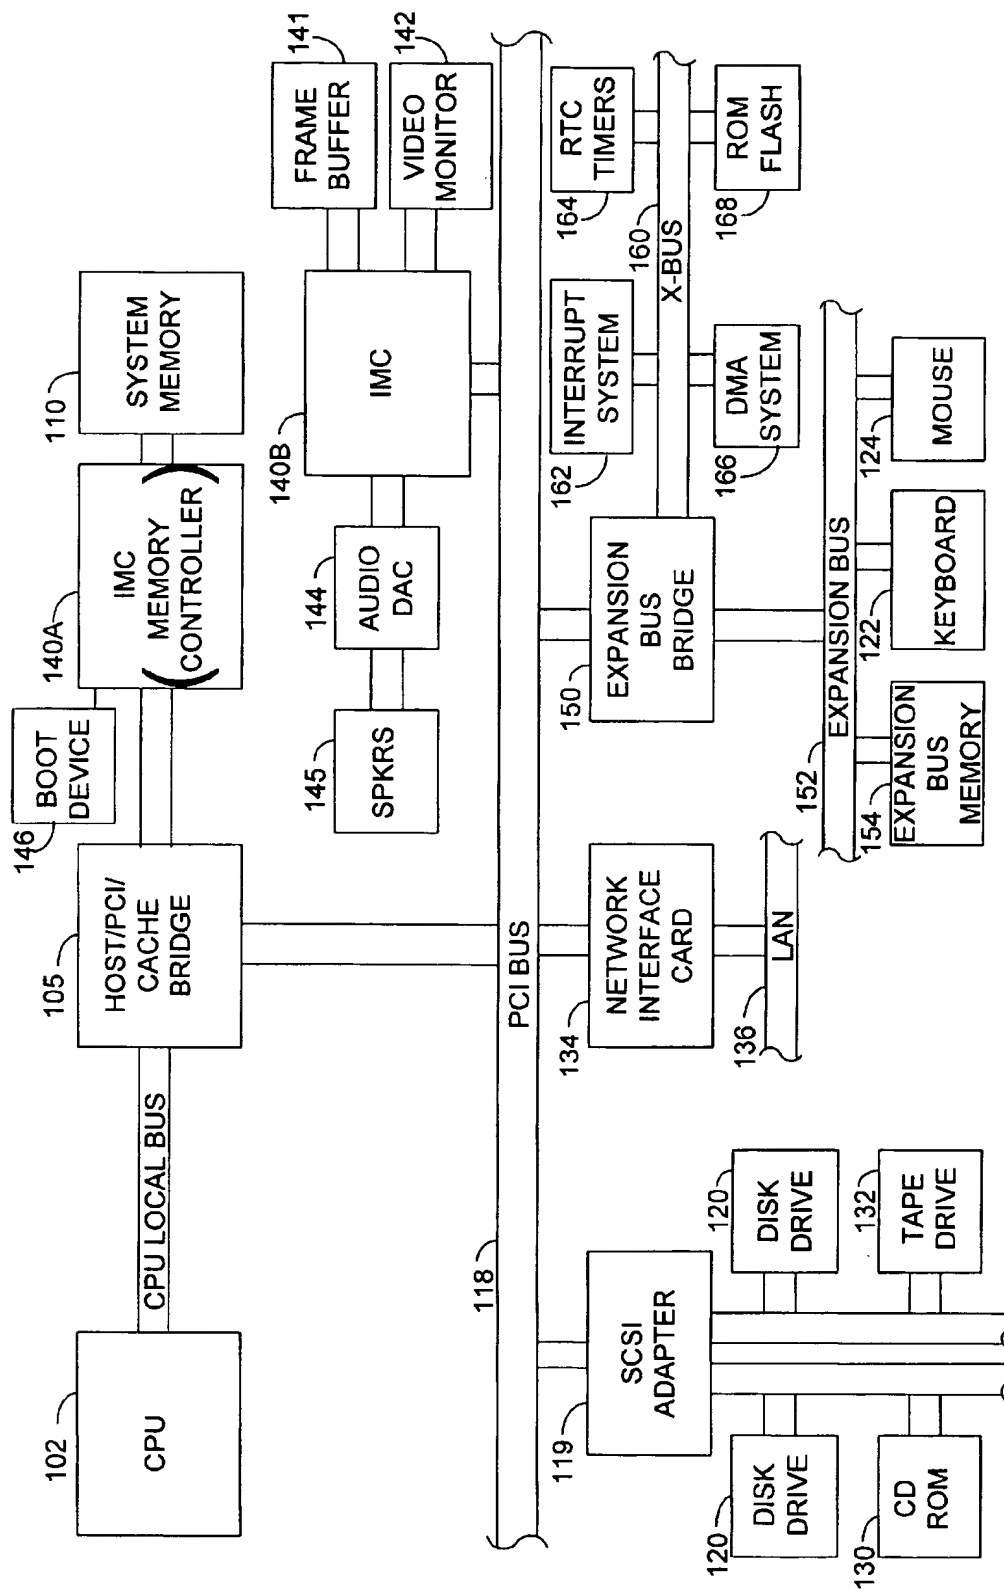 102
CPU
CPU LOCAL BUS
105
HOST/PCI/
CACHE
BRIDGE
146
BOOT
DEVICE
140A
IMC
MEMORY
(CONTROLLER)
110
SYSTEM
MEMORY
145
SPKRS
144
AUDIO
DAC
140B
IMC
141
FRAME
BUFFER
142
VIDEO
MONITOR
118
PCI BUS
119
SCSI
ADAPTER
120
DISK
DRIVE
120
DISK
DRIVE
130
CD
ROM
132
TAPE
DRIVE
134
NETWORK
INTERFACE
CARD
136
LAN
150
EXPANSION
BUS
BRIDGE
162
INTERRUPT
SYSTEM
164
RTC
TIMERS
160
X-BUS
166
DMA
SYSTEM
168
ROM
FLASH
152
EXPANSION BUS
154
EXPANSION
BUS
MEMORY
122
KEYBOARD
124
MOUSE